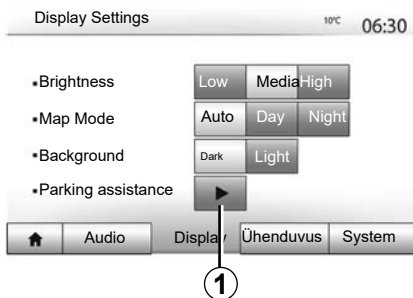 Display Settings 10°C 06:30
▪Brightness Low Media High
▪Map Mode Auto Day Night
▪Background Dark Light
▪Parking assistance
Audio Display Ühenduvus System
1